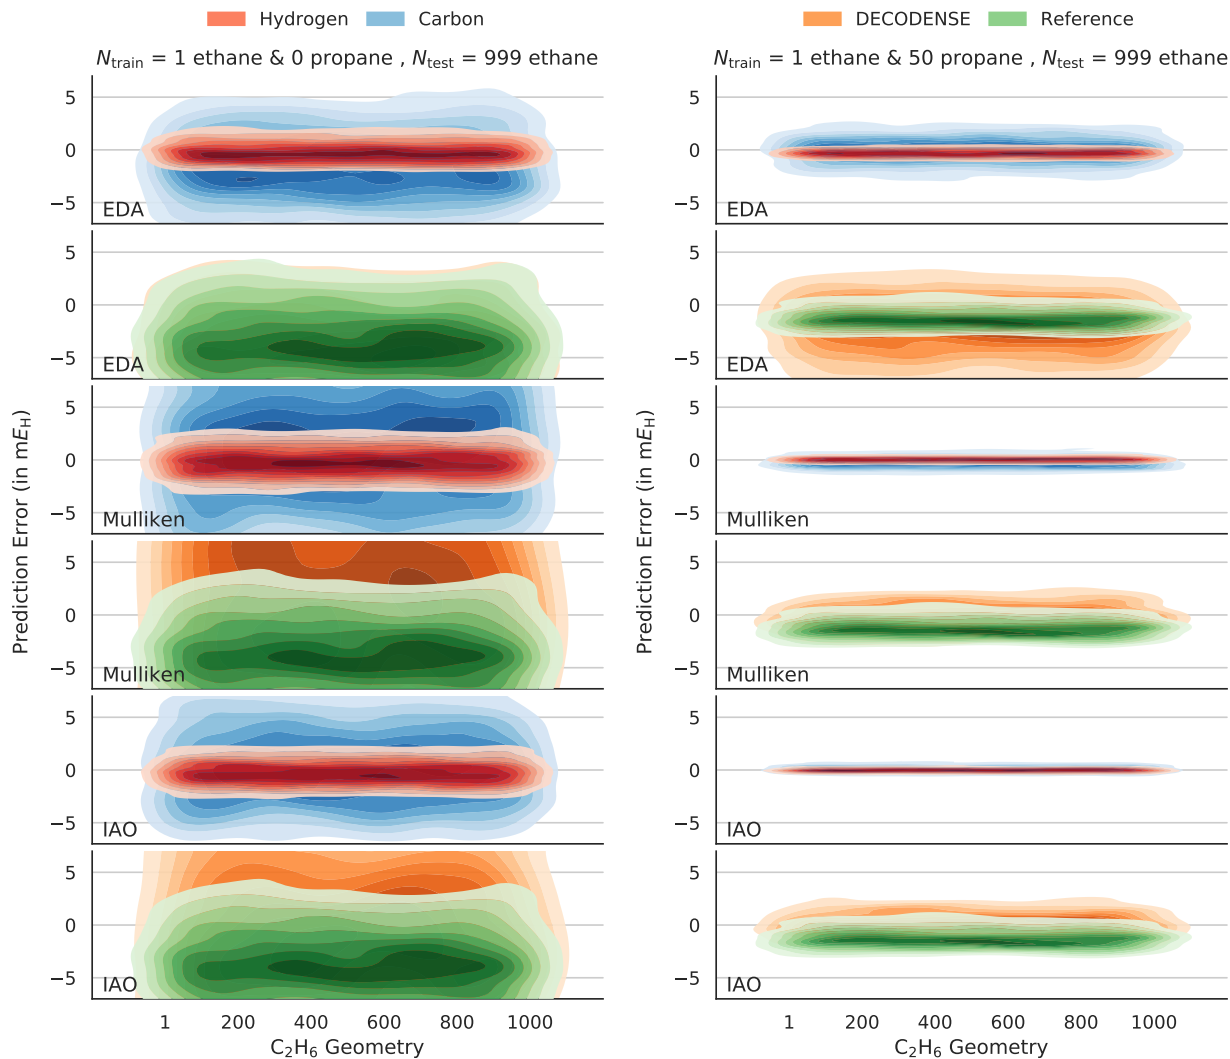 Hydrogen Carbon
DECODENSE Reference
N_train = 1 ethane & 0 propane , N_test = 999 ethane
N_train = 1 ethane & 50 propane , N_test = 999 ethane
5
0
−5
EDA
5
0
−5
EDA
5
0
−5
EDA
5
0
−5
EDA
5
0
−5
Mulliken
5
0
−5
Mulliken
5
0
−5
Mulliken
5
0
−5
Mulliken
5
0
−5
IAO
5
0
−5
IAO
5
0
−5
IAO
5
0
−5
IAO
Prediction Error (in mE_H)
Prediction Error (in mE_H)
1 200 400 600 800 1000
1 200 400 600 800 1000
C₂H₆ Geometry
C₂H₆ Geometry